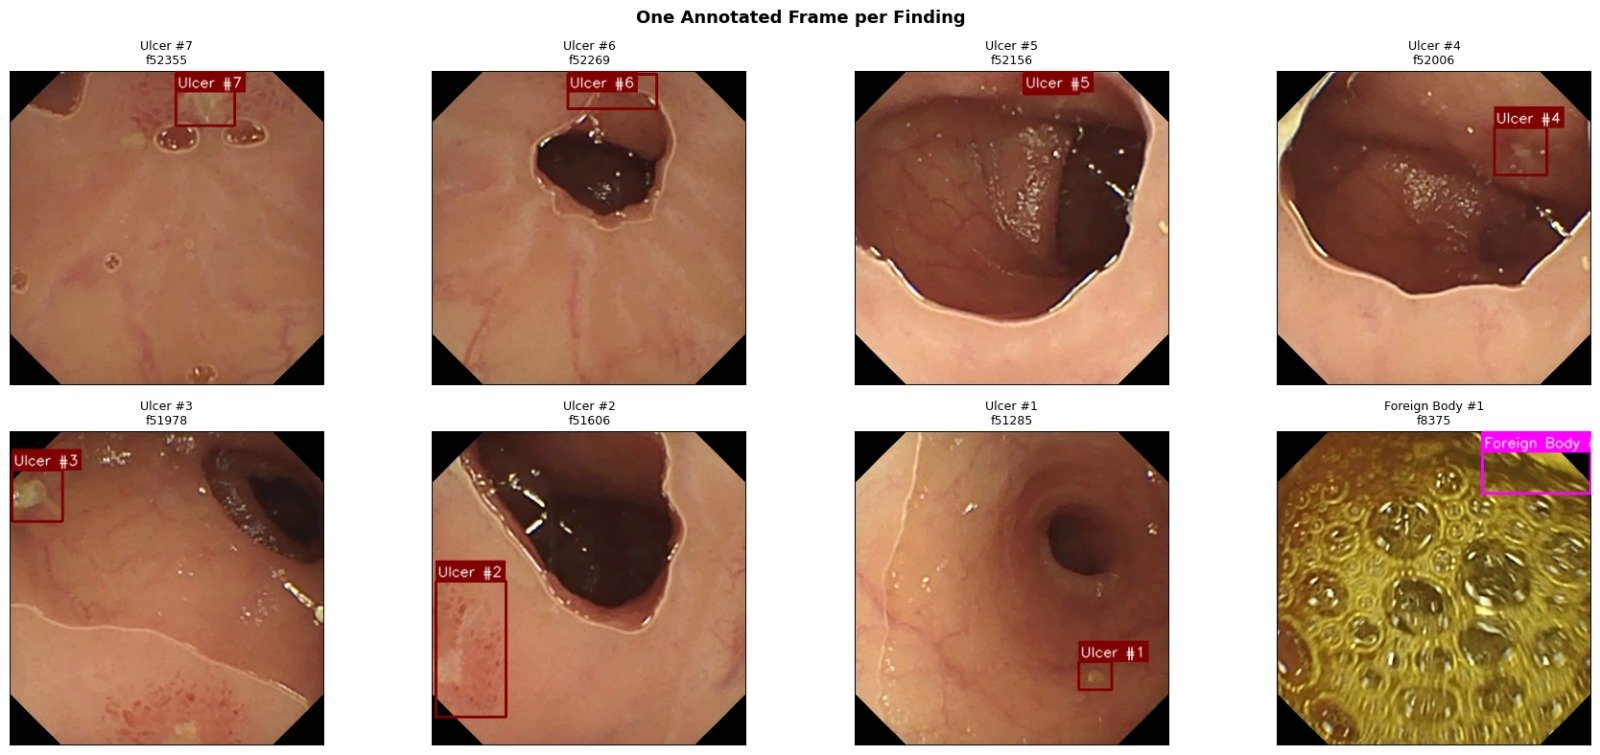 One Annotated Frame per Finding
Ulcer #7
f52355
Ulcer #7
Ulcer #6
f52269
Ulcer #6
Ulcer #5
f52156
Ulcer #5
Ulcer #4
f52006
Ulcer #4
Ulcer #3
f51978
Ulcer #3
Ulcer #2
f51606
Ulcer #2
Ulcer #1
f51285
Ulcer #1
Foreign Body #1
f8375
Foreign Body